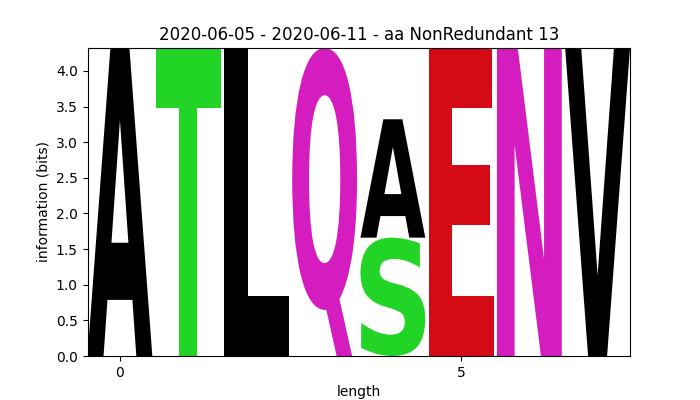 2020-06-05 - 2020-06-11 - aa NonRedundant 13
information (bits)
4.0
3.5
3.0
2.5
2.0
1.5
1.0
0.5
0.0
ATLQAENV
S
0
5
length